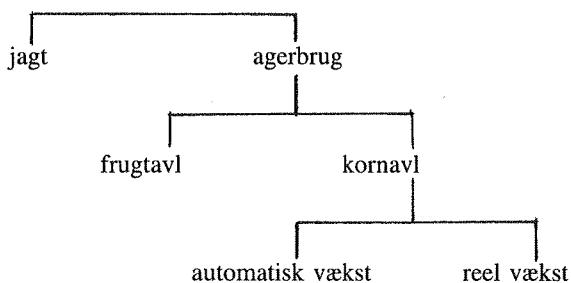 jagt agerbrug
frugtavl kornavl
automatisk vækst reel vækst